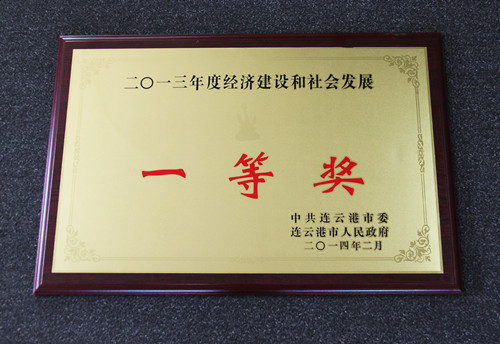 二〇一三年度经济建设和社会发展
一等奖
中共连云港市委
连云港市人民政府
二〇一四年二月